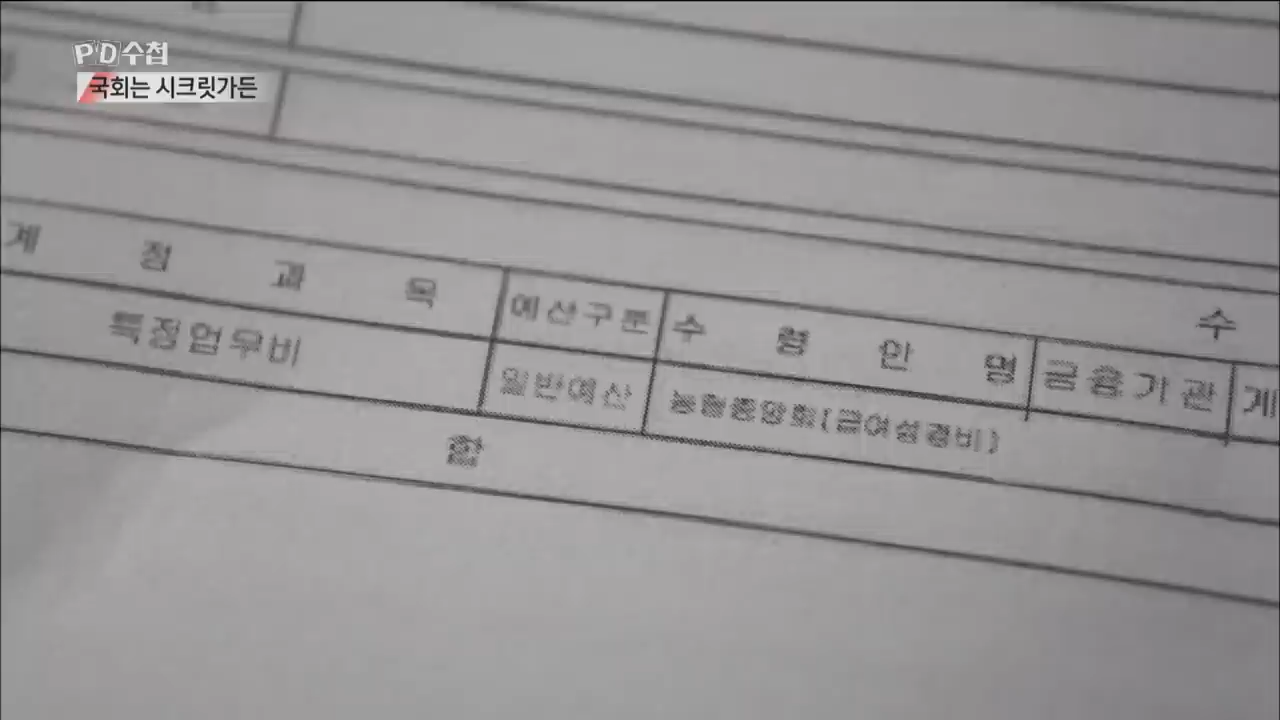 PD수첩
국회는 시크릿가든
수
계 정 과 목 예산구분 수 령 인 명 금융기관 계
특정업무비 일반예산 농협중앙회(급여성경비)
합